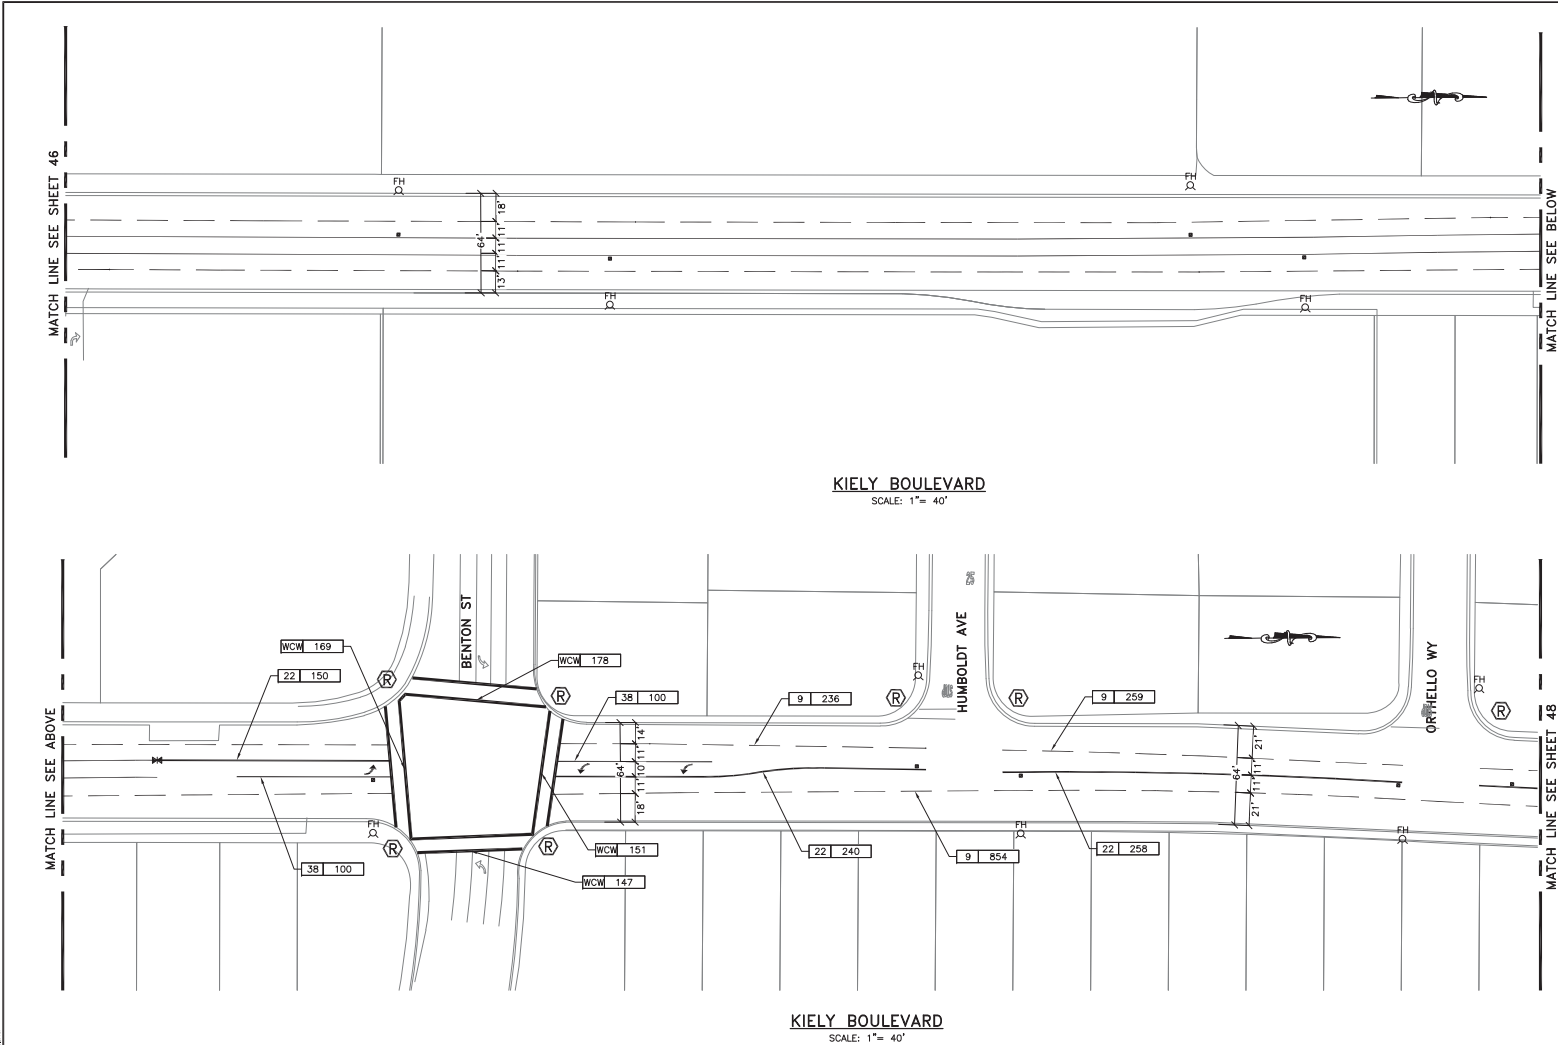 MATCH LINE SEE SHEET 46
FH
FH
18'
11'
64'
11'
11'
13'
FH
FH
MATCH LINE SEE BELOW
KIELY BOULEVARD
SCALE: 1"= 40'
MATCH LINE SEE ABOVE
BENTON ST
HUMBOLDT AVE
ORTHELLO WY
WCW 169
22 150
WCW 178
38 100
9 236
9 259
FH
FH
R
R
R
R
R
14'
11'
64'
10'
11'
18'
21'
11'
64'
11'
21'
FH
FH
FH
R
R
38 100
WCW 151
WCW 147
22 240
9 854
22 258
MATCH LINE SEE SHEET 48
KIELY BOULEVARD
SCALE: 1"= 40'